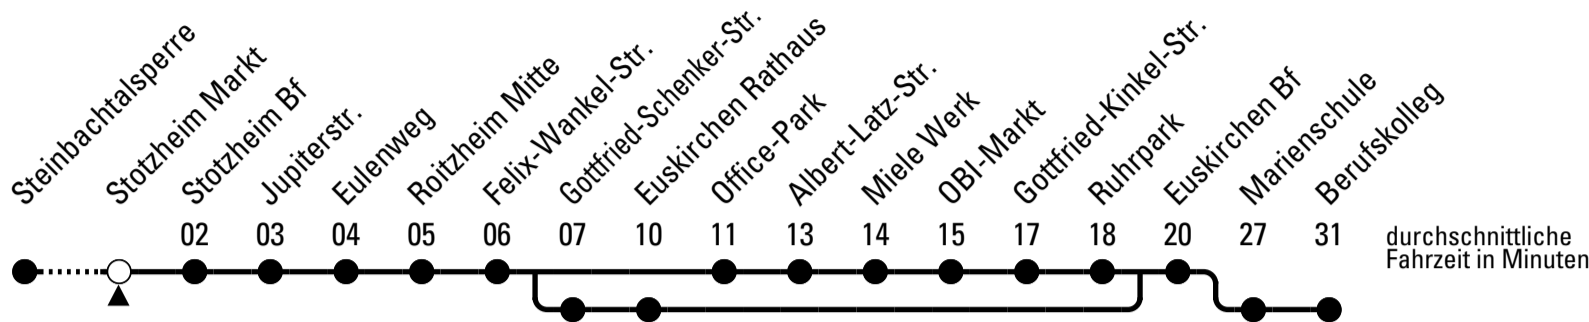 Steinbachtalsperre
Stotzheim Markt
Stotzheim Bf
Jupiterstr.
Eulenweg
Roitzheim Mitte
Felix-Wankel-Str.
Gottfried-Schenker-Str.
Euskirchen Rathaus
Office-Park
Albert-Latz-Str.
Miele Werk
OBI-Markt
Gottfried-Kinkel-Str.
Ruhrpark
Euskirchen Bf
Marienschule
Berufskolleg
02 03 04 05 06 07 10 11 13 14 15 17 18 20 27 31
durchschnittliche
Fahrzeit in Minuten